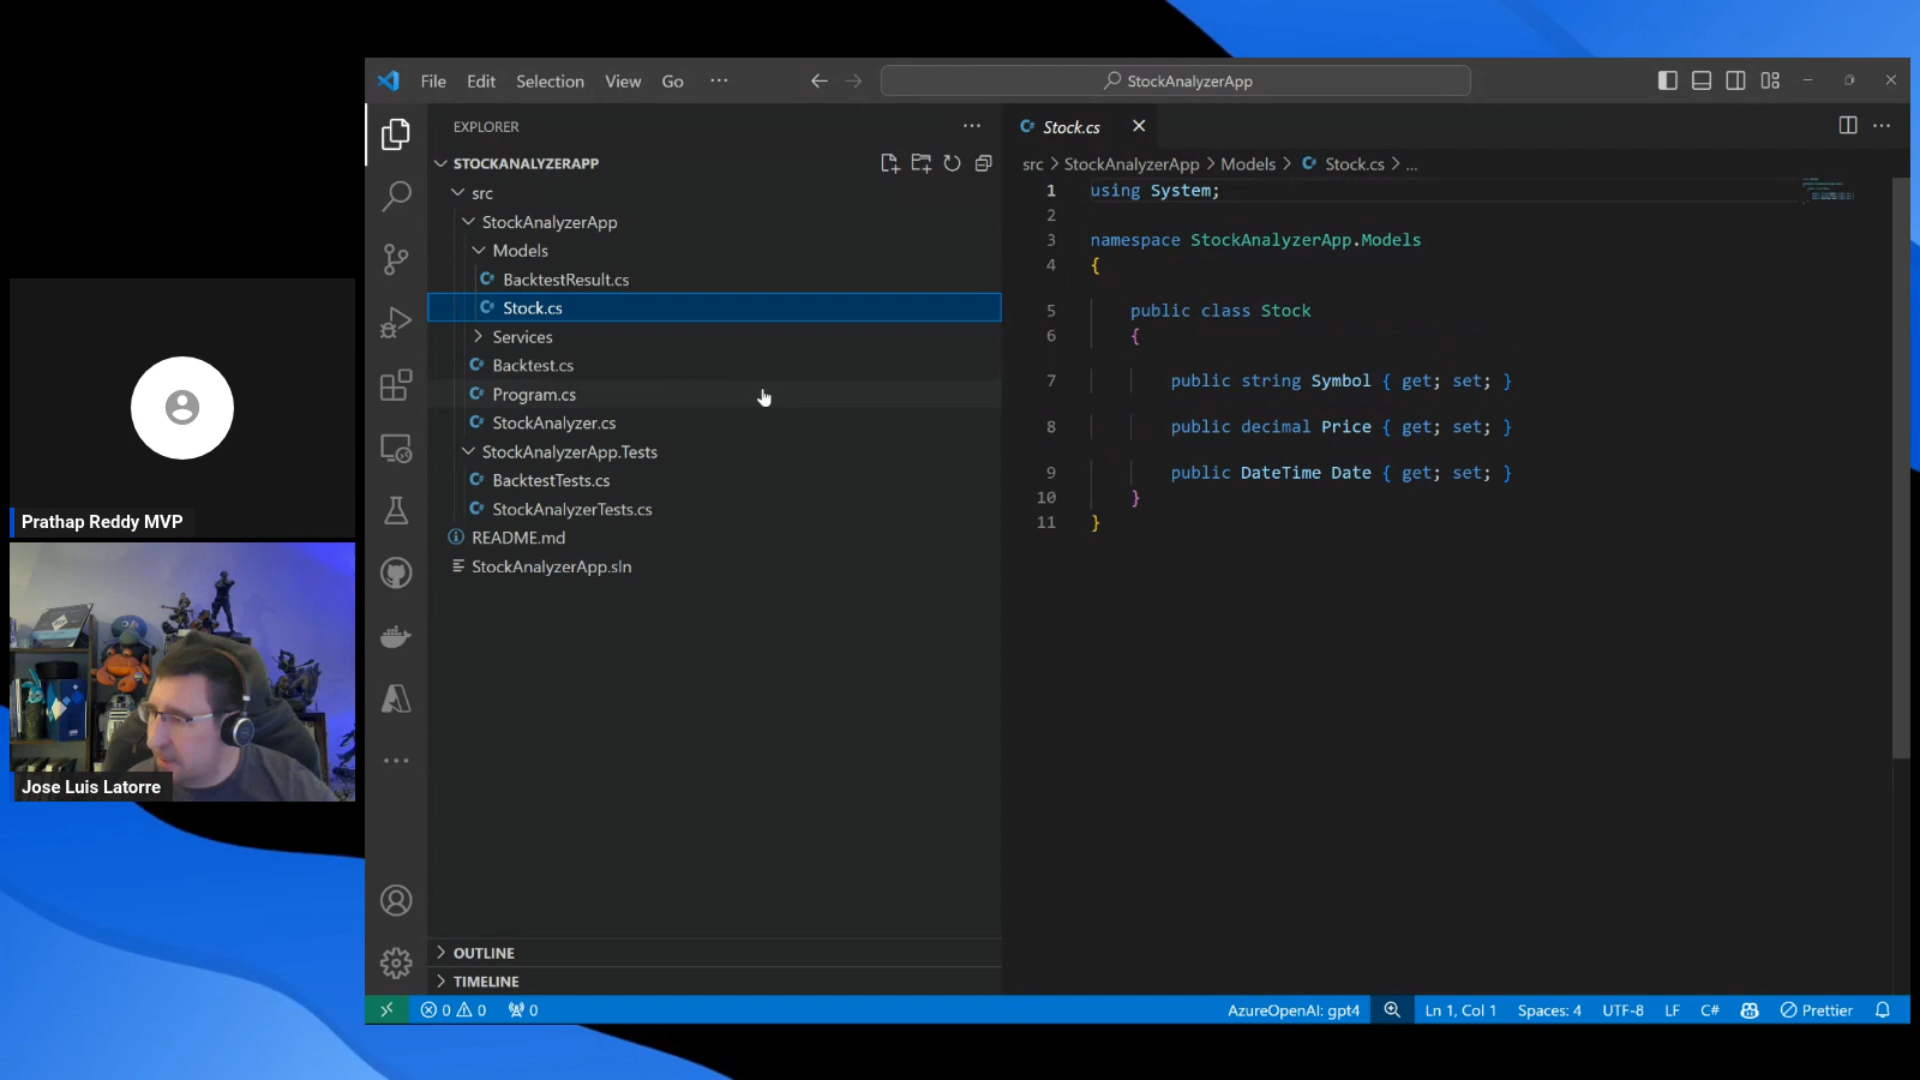 File Edit Selection View Go ···
StockAnalyzerApp
EXPLORER
STOCKANALYZERAPP
src
StockAnalyzerApp
Models
BacktestResult.cs
Stock.cs
Services
Backtest.cs
Program.cs
StockAnalyzer.cs
StockAnalyzerApp.Tests
BacktestTests.cs
StockAnalyzerTests.cs
README.md
StockAnalyzerApp.sln
OUTLINE
TIMELINE
Stock.cs
src > StockAnalyzerApp > Models > Stock.cs > ...
1 using System;
2
3 namespace StockAnalyzerApp.Models
4 {
5 public class Stock
6 {
7 public string Symbol { get; set; }
8 public decimal Price { get; set; }
9 public DateTime Date { get; set; }
10 }
11 }
Prathap Reddy MVP
Jose Luis Latorre
0 0 0 AzureOpenAI: gpt4 Ln 1, Col 1 Spaces: 4 UTF-8 LF C# Prettier